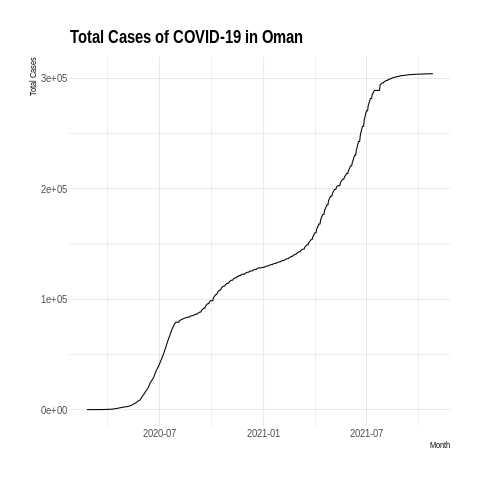 Total Cases of COVID-19 in Oman
Total Cases
3e+05
2e+05
1e+05
0e+00
2020-07 2021-01 2021-07
Month